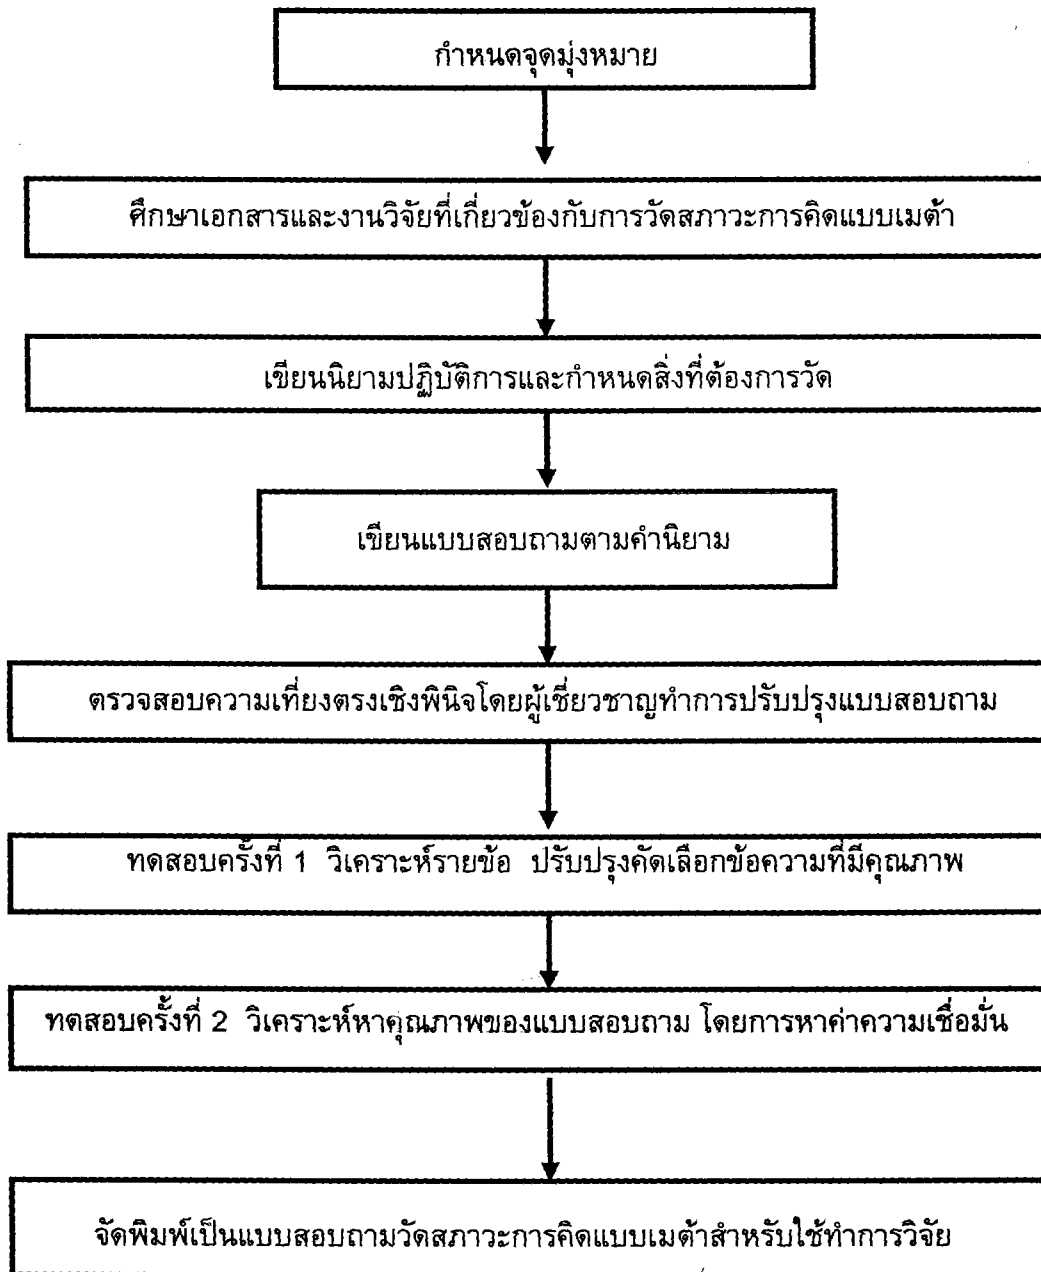 กำหนดจุดมุ่งหมาย
ศึกษาเอกสารและงานวิจัยที่เกี่ยวข้องกับการวัดสภาวะการคิดแบบเมต้า
เขียนนิยามปฏิบัติการและกำหนดสิ่งที่ต้องการวัด
เขียนแบบสอบถามตามคำนิยาม
ตรวจสอบความเที่ยงตรงเชิงพินิจโดยผู้เชี่ยวชาญทำการปรับปรุงแบบสอบถาม
ทดสอบครั้งที่ 1 วิเคราะห์รายข้อ ปรับปรุงคัดเลือกข้อความที่มีคุณภาพ
ทดสอบครั้งที่ 2 วิเคราะห์หาคุณภาพของแบบสอบถาม โดยการหาค่าความเชื่อมั่น
จัดพิมพ์เป็นแบบสอบถามวัดสภาวะการคิดแบบเมต้าสำหรับใช้ทำการวิจัย